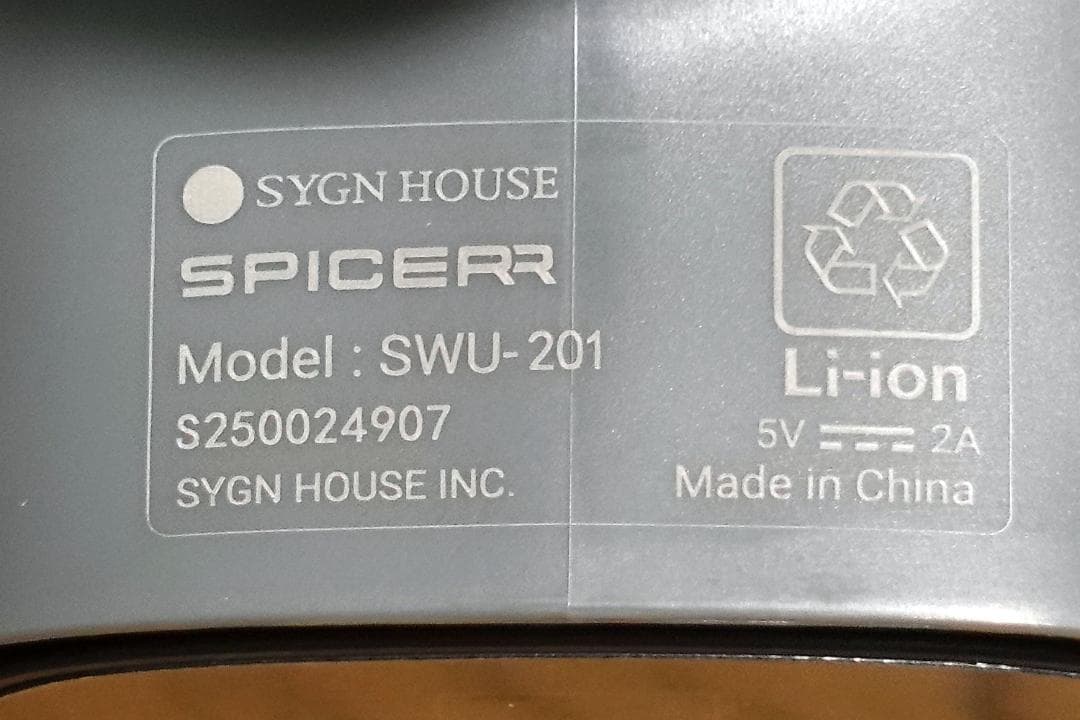 SYGN HOUSE
SPICERR
Model : SWU-201
S250024907
SYGN HOUSE INC.
Li-ion
5V 2A
Made in China